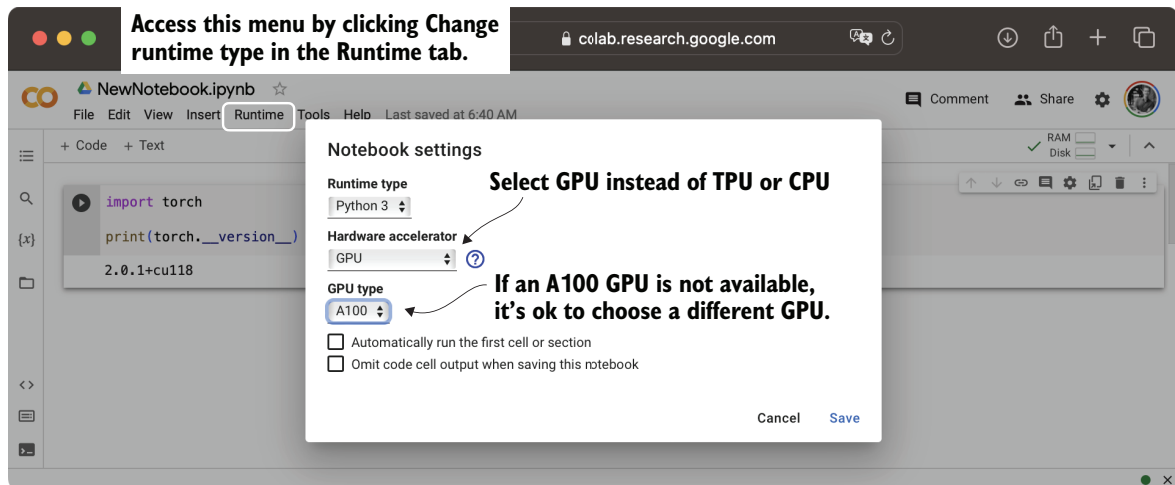 Access this menu by clicking Change
runtime type in the Runtime tab.
colab.research.google.com
NewNotebook.ipynb
File Edit View Insert Runtime Tools Help Last saved at 6:40 AM
Comment Share
+ Code + Text
RAM
Disk
Notebook settings
Runtime type
Select GPU instead of TPU or CPU
Python 3
import torch
print(torch.__version__)
2.0.1+cu118
{x}
Hardware accelerator
GPU
?
GPU type
If an A100 GPU is not available,
it's ok to choose a different GPU.
A100
Automatically run the first cell or section
Omit code cell output when saving this notebook
Cancel Save